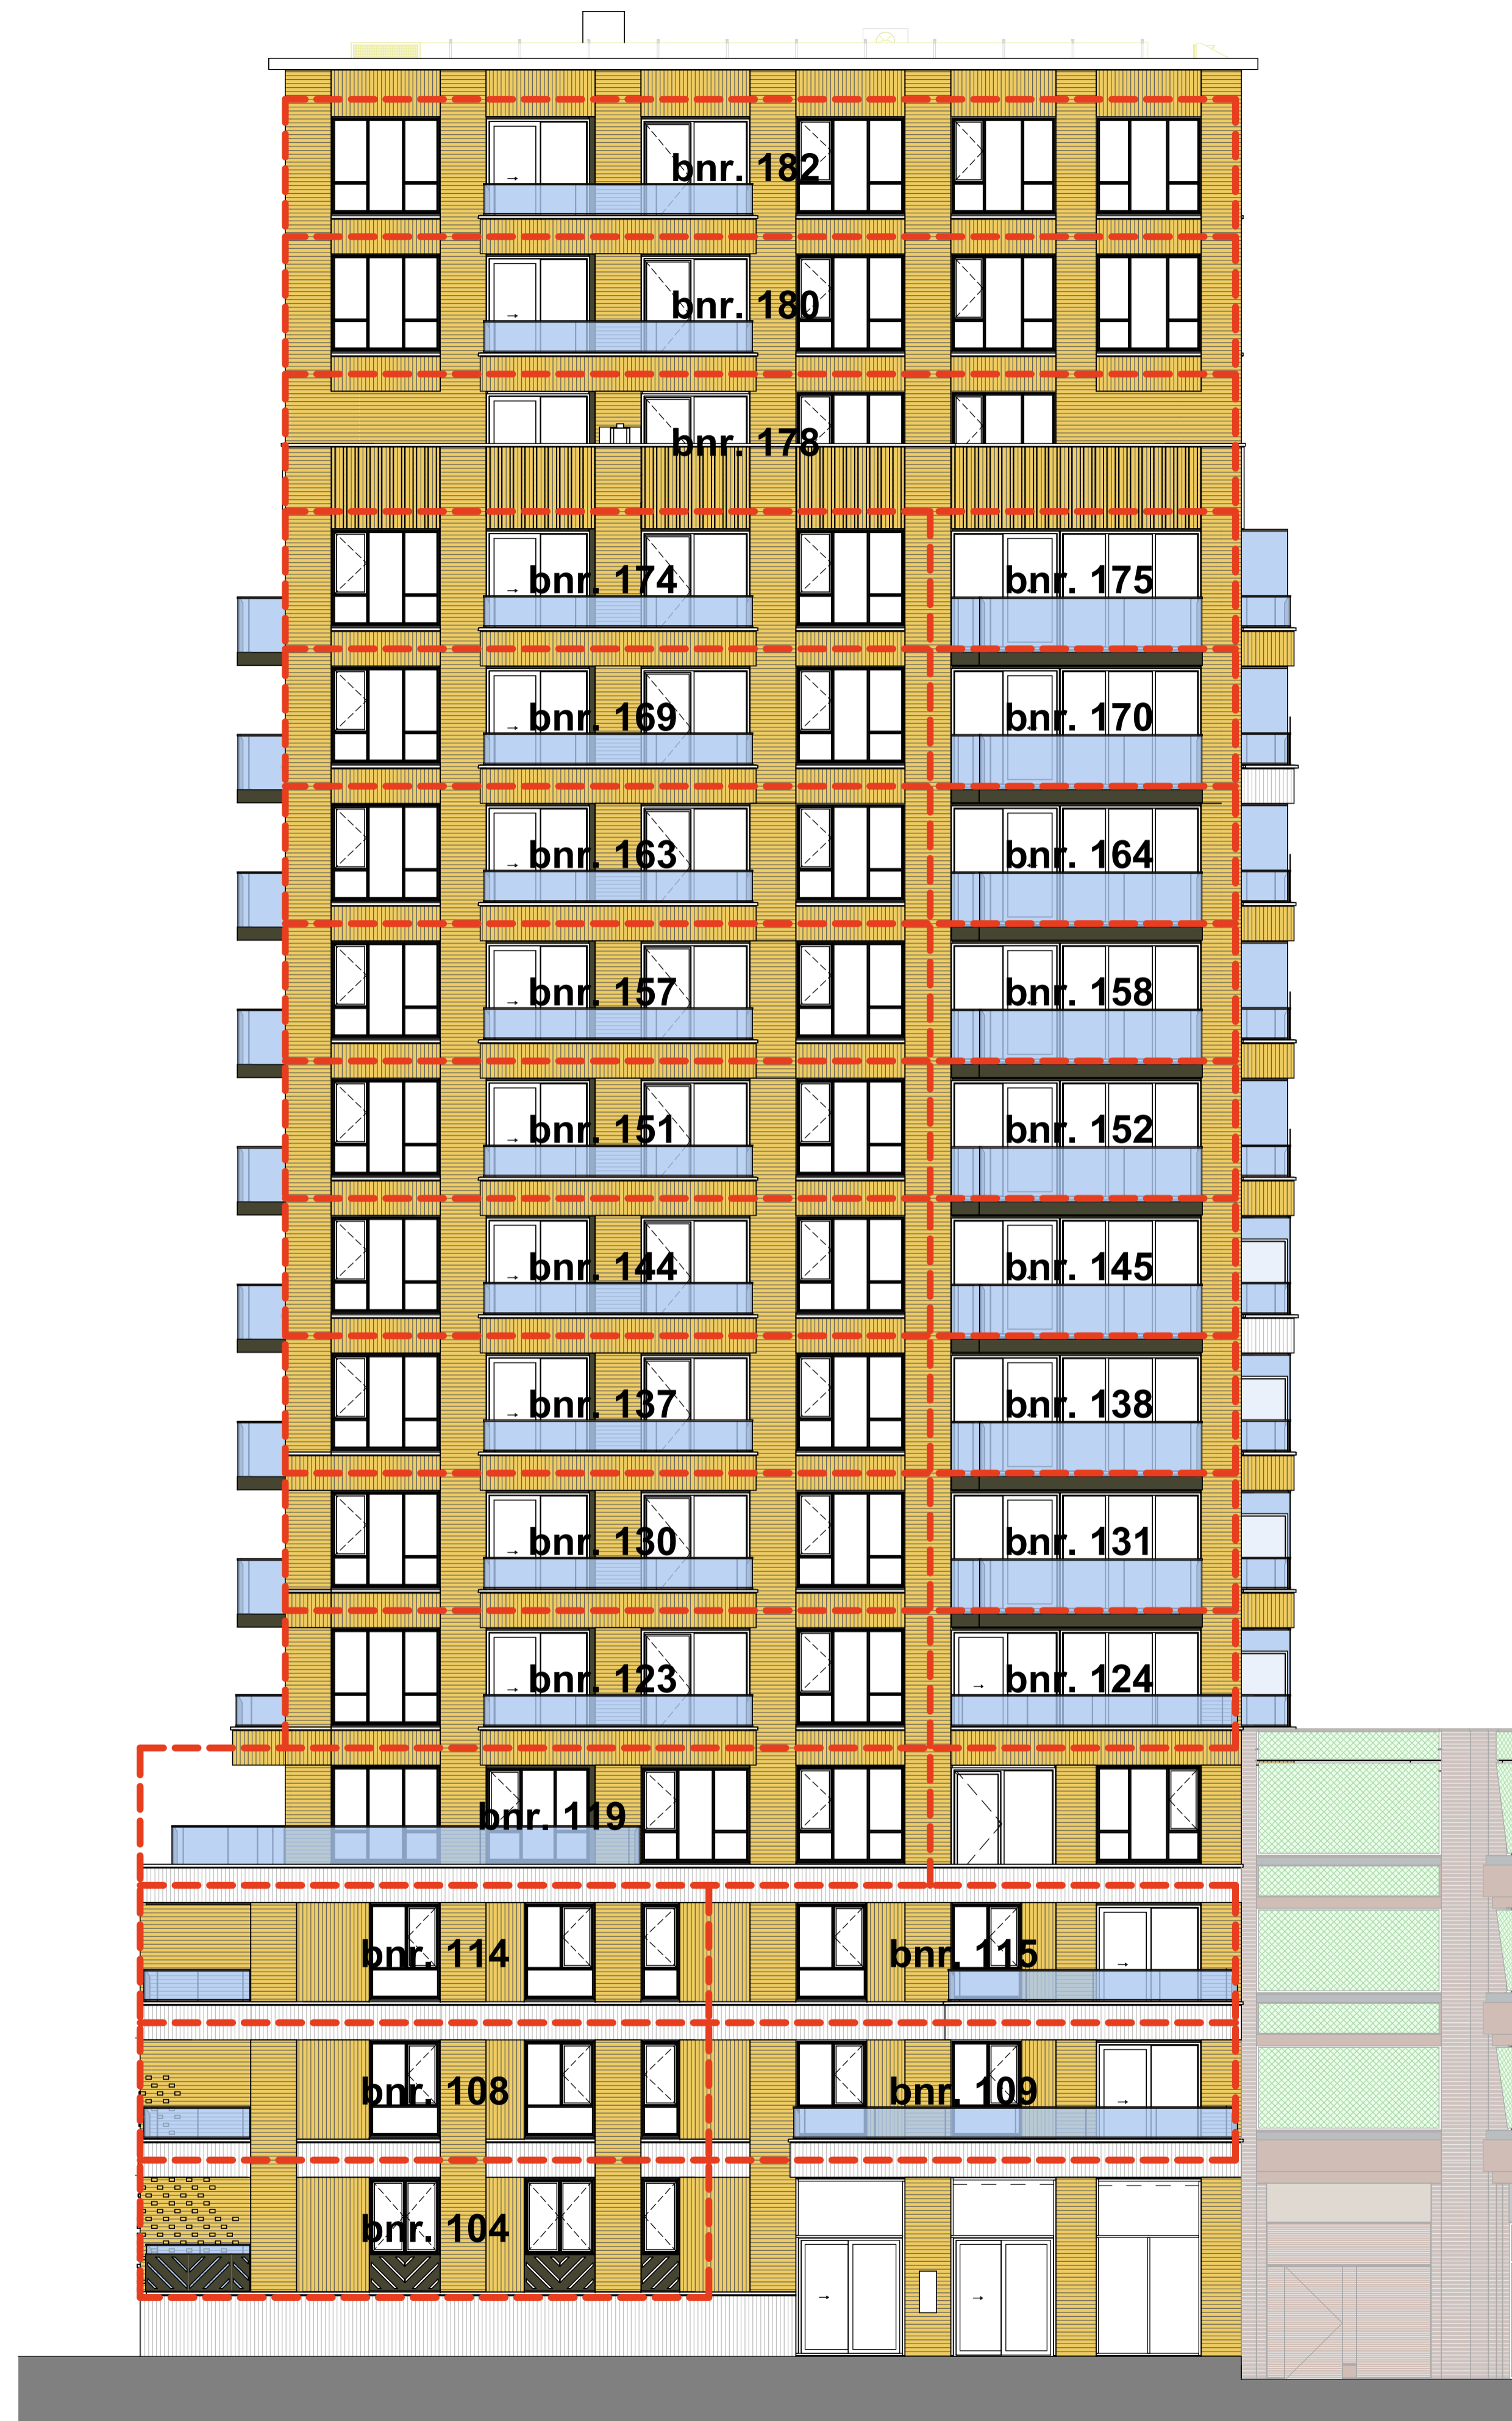 bnr. 182
bnr. 180
bnr. 178
bnr. 174
bnr. 175
bnr. 169
bnr. 170
bnr. 163
bnr. 164
bnr. 157
bnr. 158
bnr. 151
bnr. 152
bnr. 144
bnr. 145
bnr. 137
bnr. 138
bnr. 130
bnr. 131
bnr. 123
bnr. 124
bnr. 119
bnr. 114
bnr. 115
bnr. 108
bnr. 109
bnr. 104